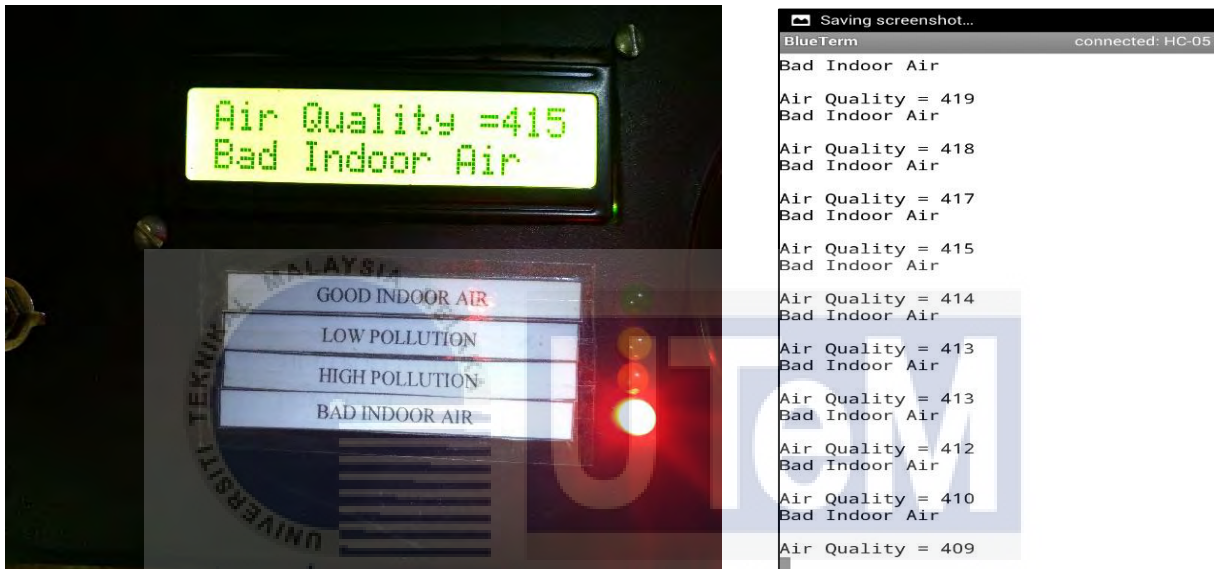 Air Quality =415
Bad Indoor Air
GOOD INDOOR AIR
LOW POLLUTION
HIGH POLLUTION
BAD INDOOR AIR
UNIVERSITI TEKNIKAL MALAYSIA
UTeM
Saving screenshot...
BlueTerm connected: HC-05
Bad Indoor Air
Air Quality = 419
Bad Indoor Air
Air Quality = 418
Bad Indoor Air
Air Quality = 417
Bad Indoor Air
Air Quality = 415
Bad Indoor Air
Air Quality = 414
Bad Indoor Air
Air Quality = 413
Bad Indoor Air
Air Quality = 413
Bad Indoor Air
Air Quality = 412
Bad Indoor Air
Air Quality = 410
Bad Indoor Air
Air Quality = 409